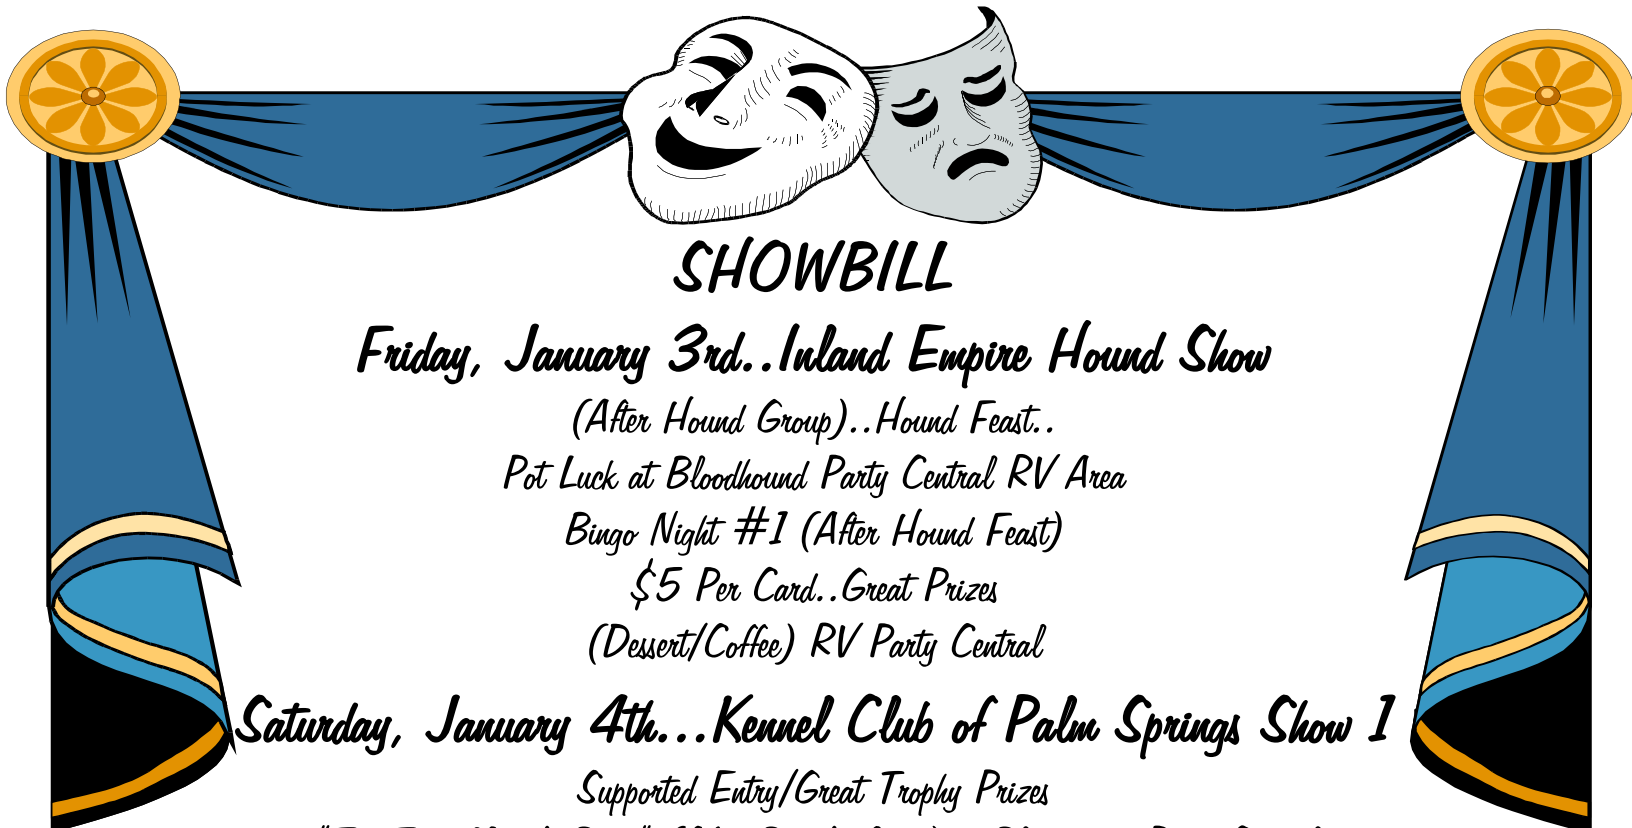 SHOWBILL
Friday, January 3rd..Inland Empire Hound Show
(After Hound Group)..Hound Feast..
Pot Luck at Bloodhound Party Central RV Area
Bingo Night #1 (After Hound Feast)
$5 Per Card..Great Prizes
(Dessert/Coffee) RV Party Central
Saturday, January 4th...Kennel Club of Palm Springs Show 1
Supported Entry/Great Trophy Prizes